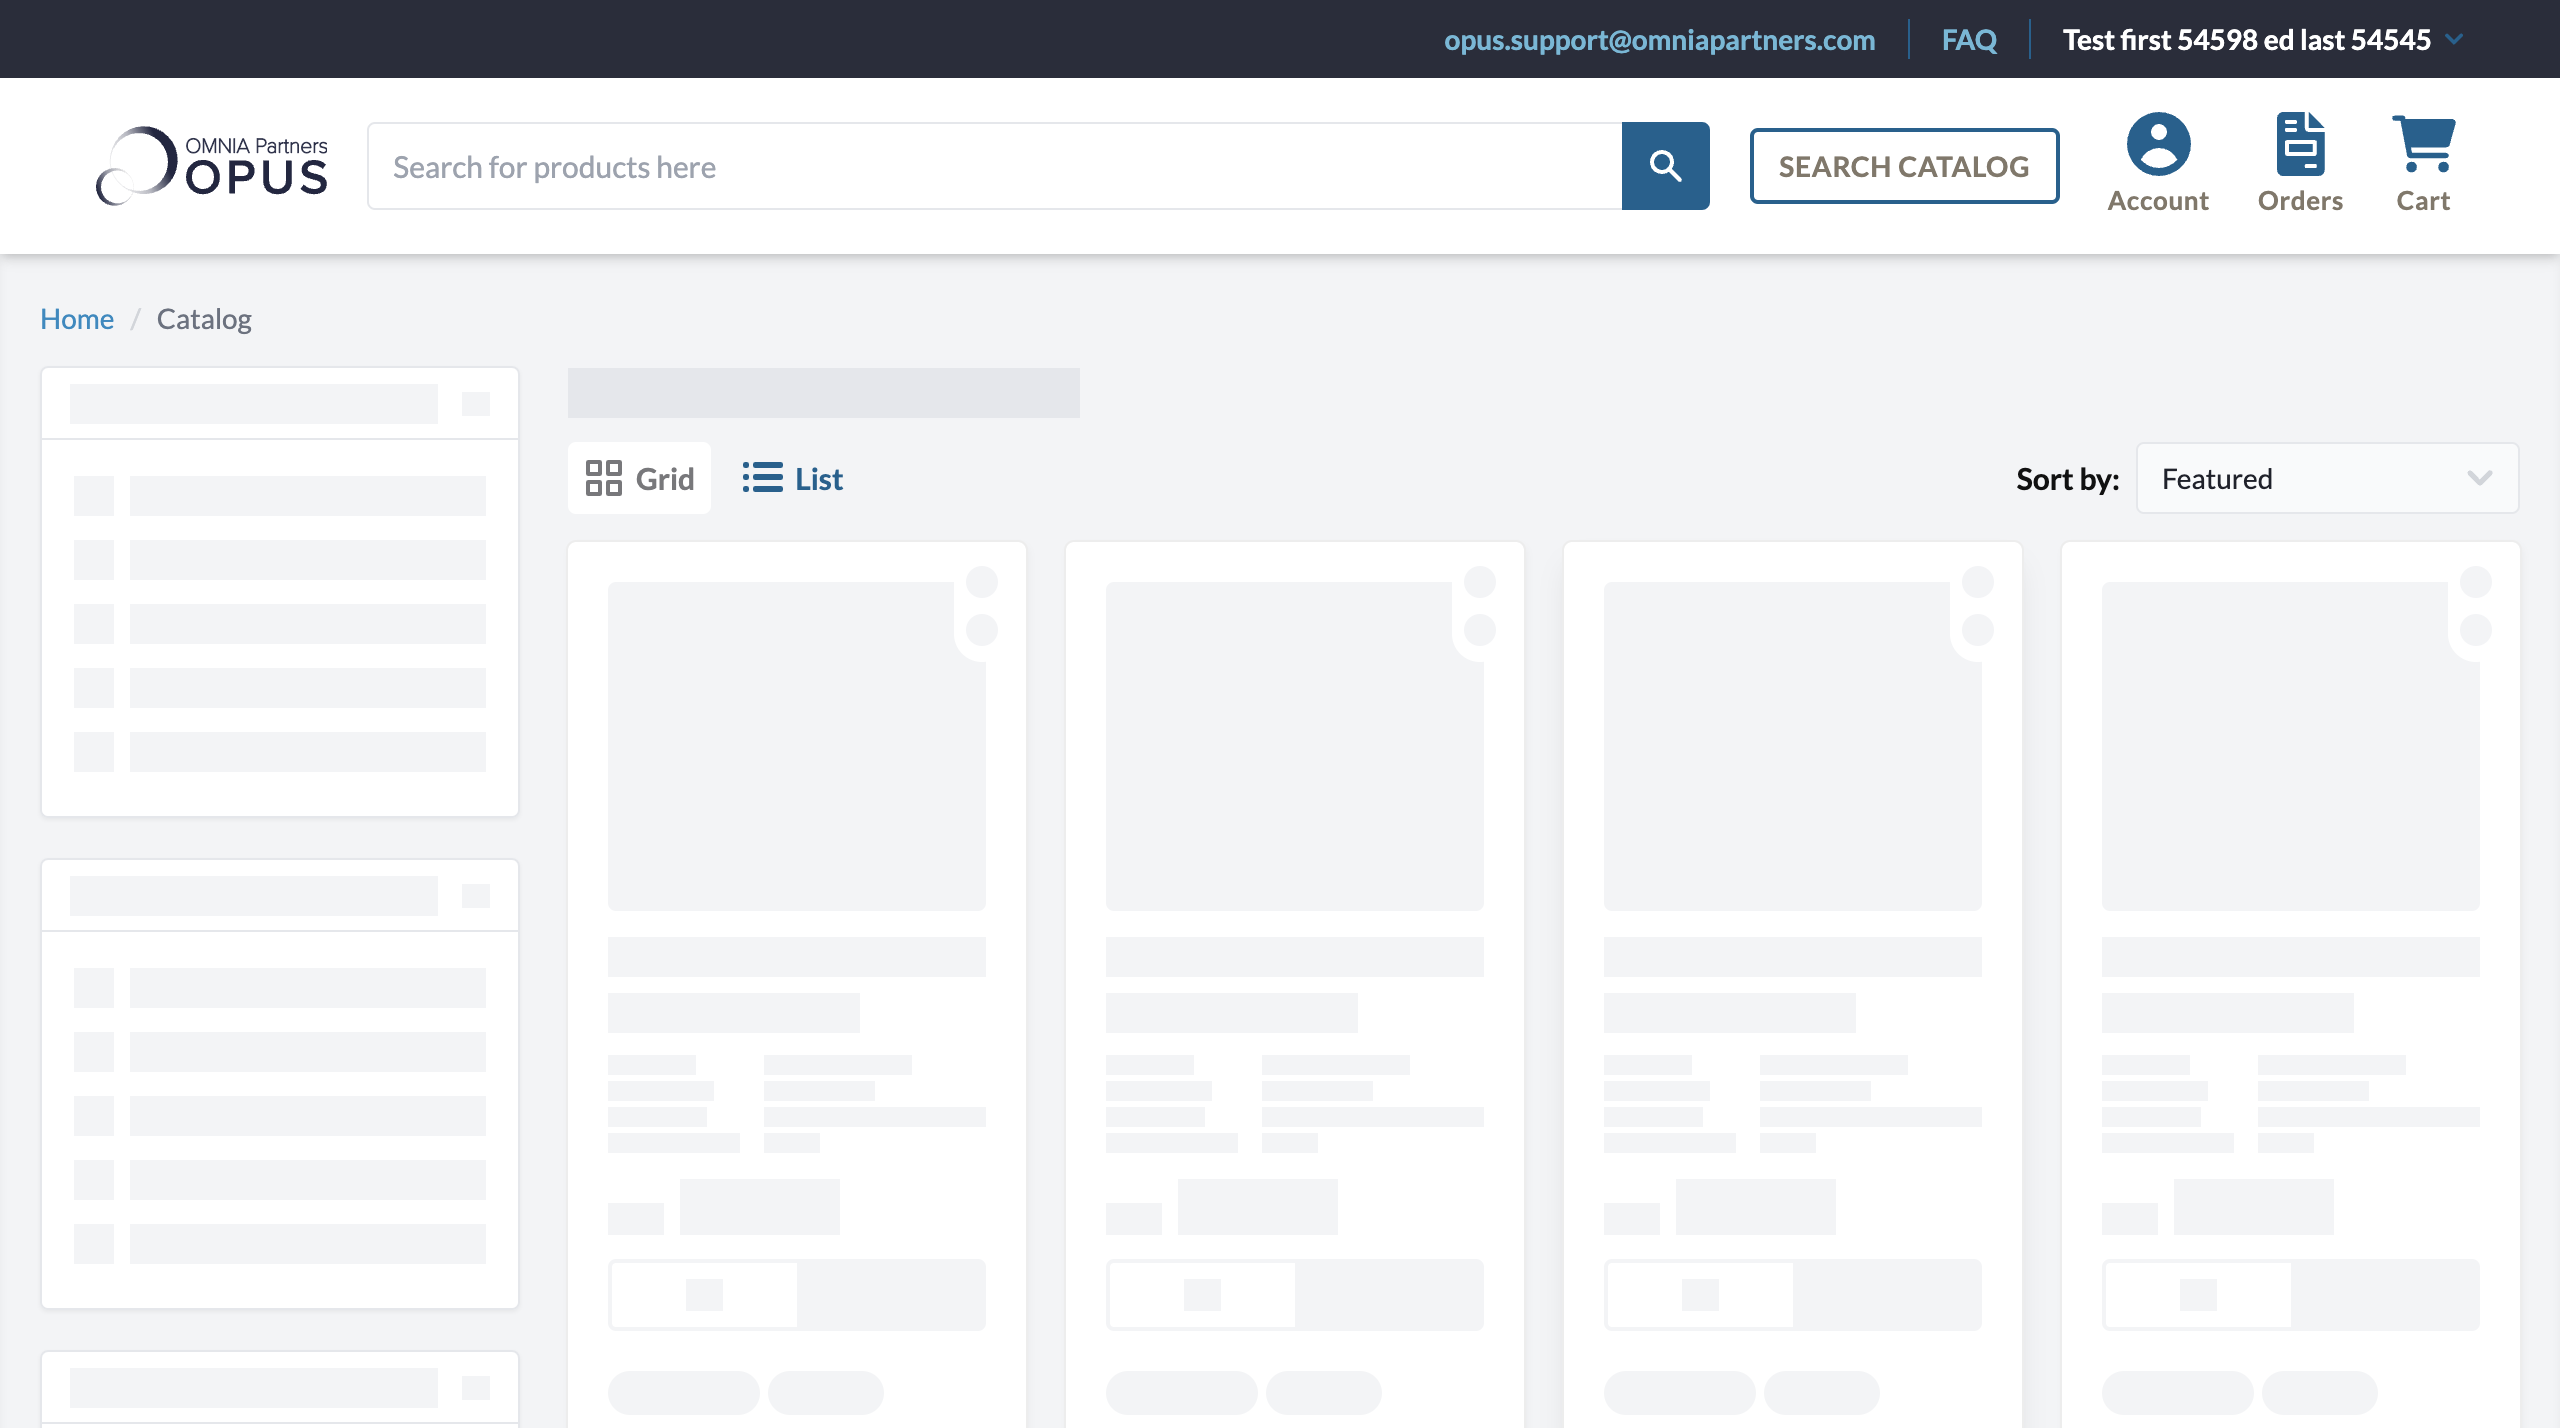 opus.support@omniapartners.com
FAQ
Test first 54598 ed last 54545
OMNIA Partners
OPUS
Search for products here
SEARCH CATALOG
Account
Orders
Cart
Home / Catalog
Grid
List
Sort by:
Featured